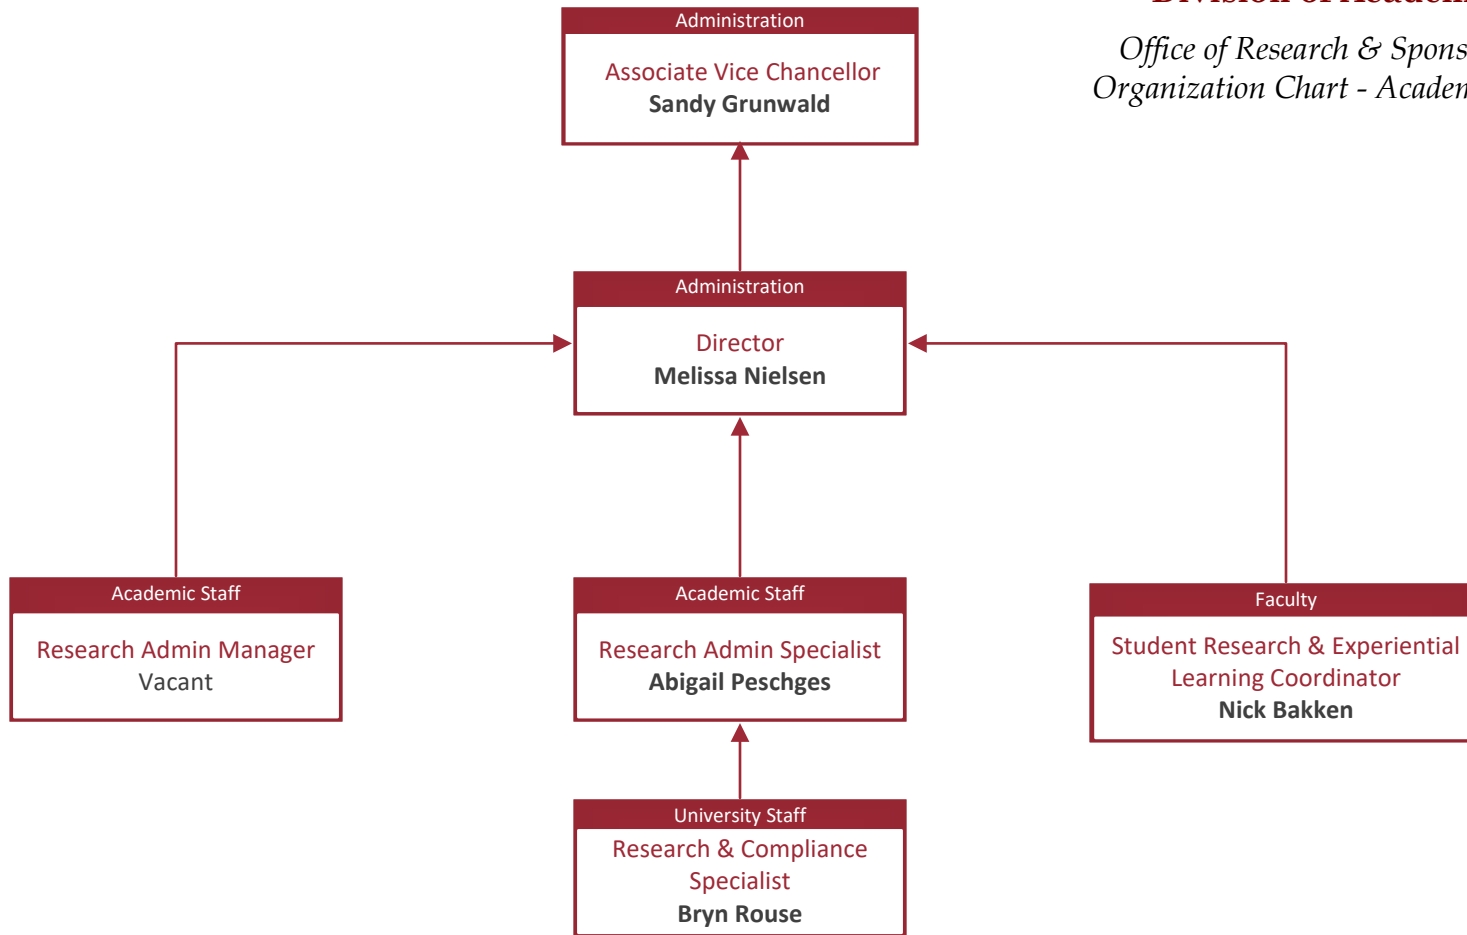 Administration
Associate Vice Chancellor
Sandy Grunwald
Office of Research &
Organization Chart -
Administration
Director
Melissa Nielsen
Academic Staff
Research Admin Manager
Vacant
Academic Staff
Research Admin Specialist
Abigail Peschges
Faculty
Student Research & Experiential
Learning Coordinator
Nick Bakken
University Staff
Research & Compliance
Specialist
Bryn Rouse